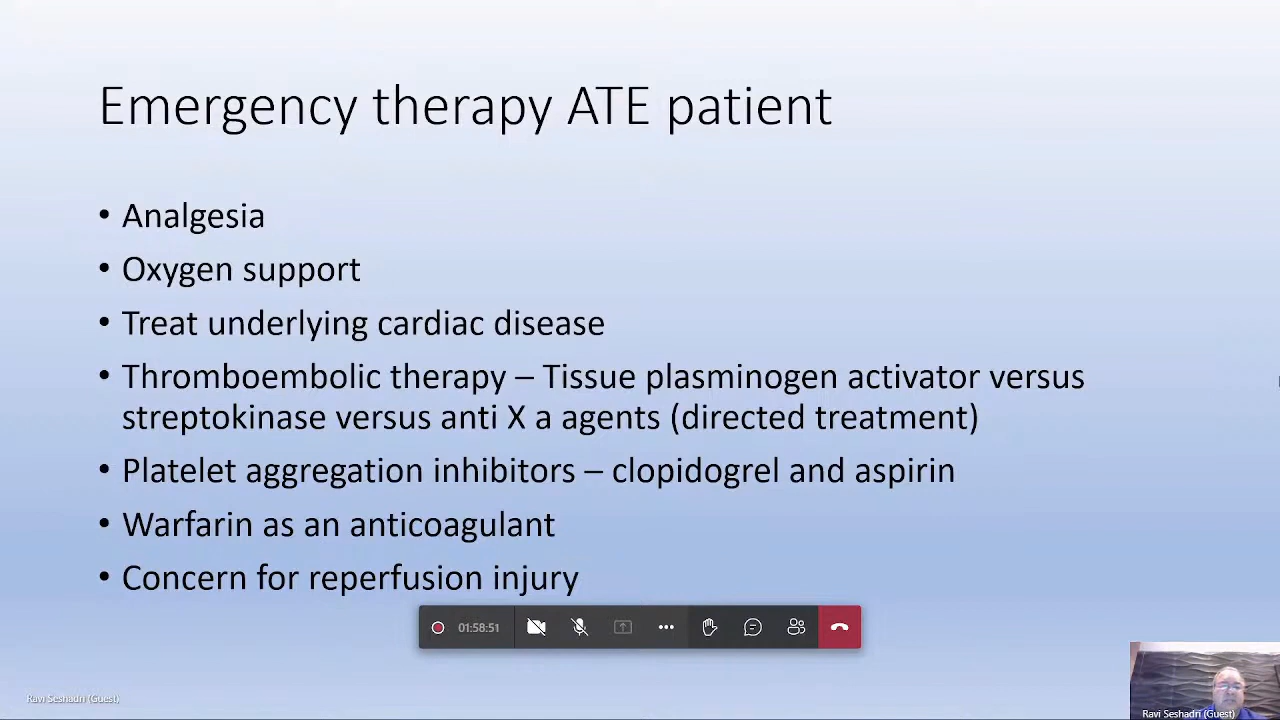 Emergency therapy ATE patient
• Analgesia
• Oxygen support
• Treat underlying cardiac disease
• Thromboembolic therapy – Tissue plasminogen activator versus
streptokinase versus anti X a agents (directed treatment)
• Platelet aggregation inhibitors – clopidogrel and aspirin
• Warfarin as an anticoagulant
• Concern for reperfusion injury
01:58:51
Ravi Seshadri (Guest)
Ravi Seshadri (Guest)